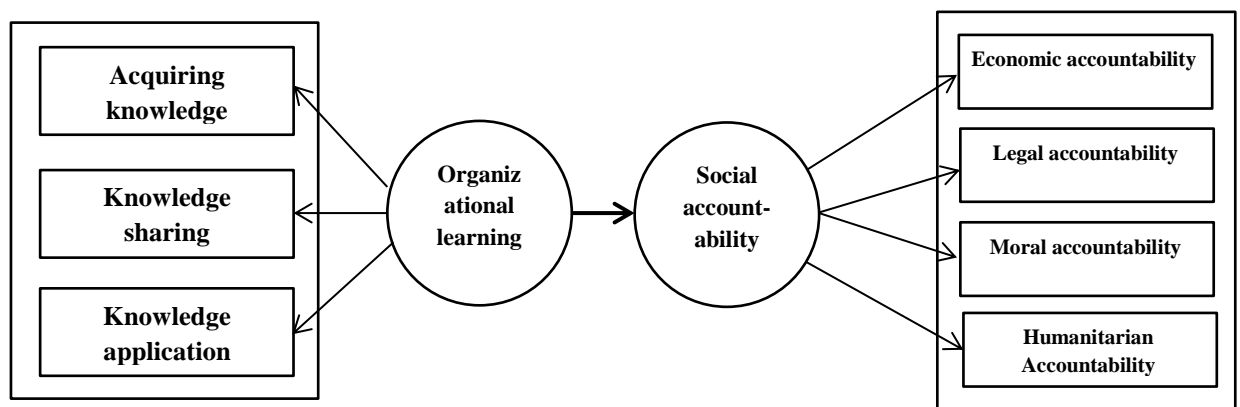 Acquiring
knowledge
Knowledge
sharing
Knowledge
application
Organiz
ational
learning
Social
account-
ability
Economic accountability
Legal accountability
Moral accountability
Humanitarian
Accountability